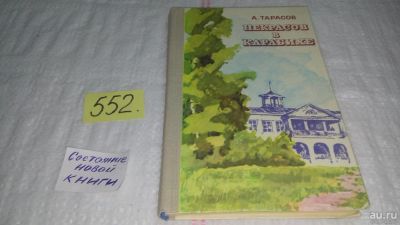 А. ТАРАСОВ
НЕКРАСОВ В
КАРАБИХЕ
552.
Состояние
новой
книги
au.ru